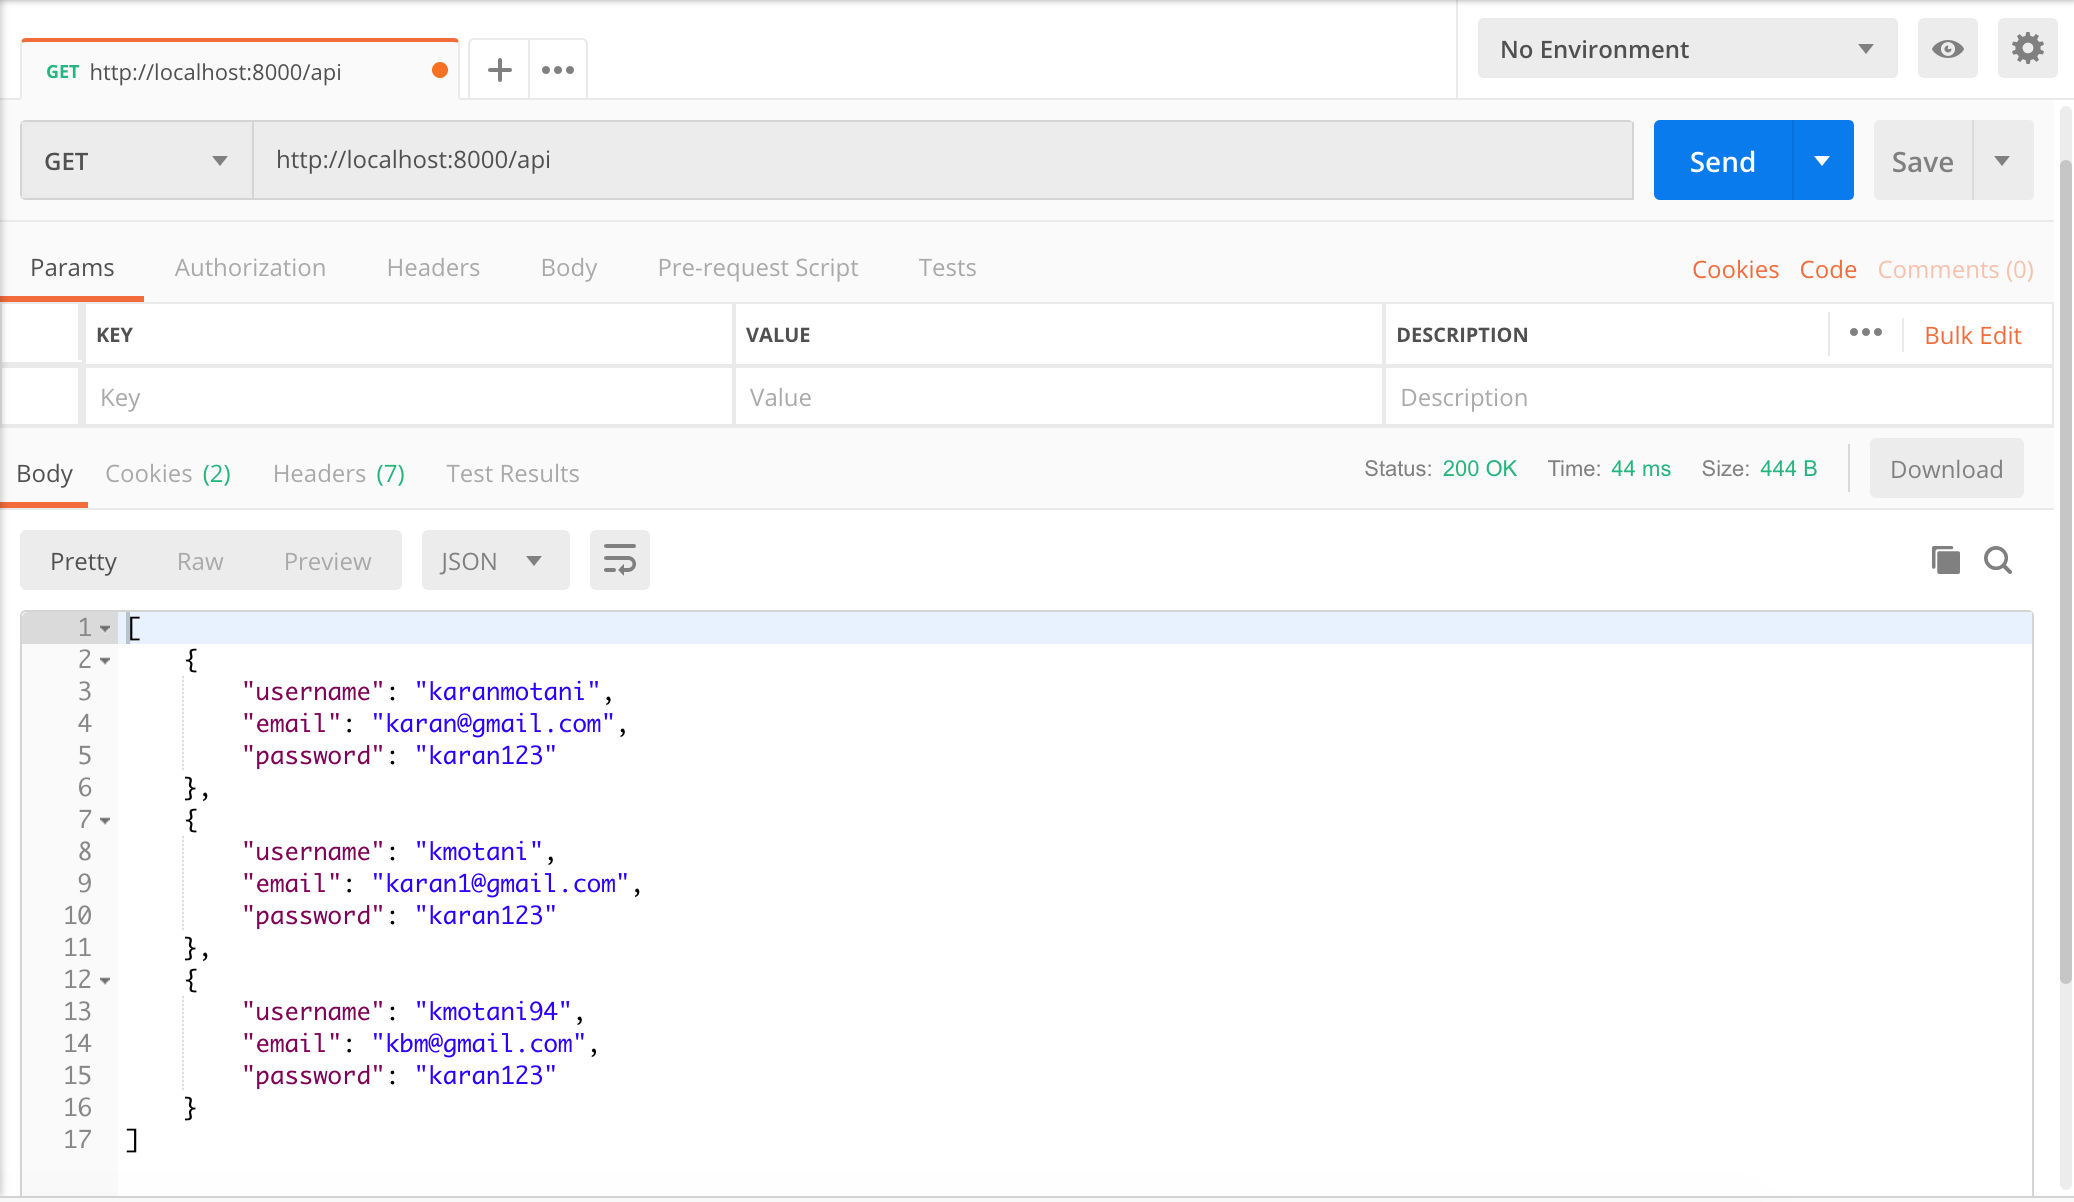 GET http://localhost:8000/api
No Environment
GET http://localhost:8000/api Send Save
Params Authorization Headers Body Pre-request Script Tests Cookies Code Comments (0)
KEY VALUE DESCRIPTION Bulk Edit
Key Value Description
Body Cookies (2) Headers (7) Test Results Status: 200 OK Time: 44 ms Size: 444 B Download
Pretty Raw Preview JSON
1 [
2 {
3 "username": "karanmotani",
4 "email": "karan@gmail.com",
5 "password": "karan123"
6 },
7 {
8 "username": "kmotani",
9 "email": "karan1@gmail.com",
10 "password": "karan123"
11 },
12 {
13 "username": "kmotani94",
14 "email": "kbm@gmail.com",
15 "password": "karan123"
16 }
17 ]